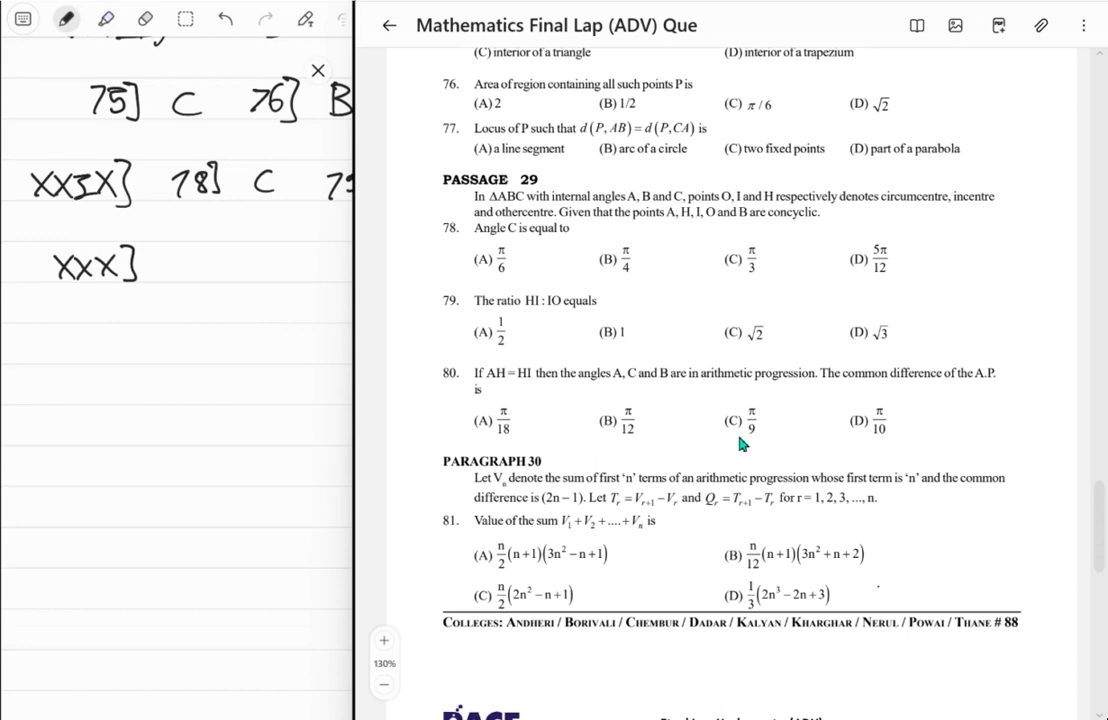 Mathematics Final Lap (ADV) Que
75] C 76] B
XXIX] 78] C
XXX]
(C) interior of a triangle (D) interior of a trapezium
76. Area of region containing all such points P is
(A) 2 (B) 1/2 (C) π / 6 (D) √2
77. Locus of P such that d(P, AB) = d(P, CA) is
(A) a line segment (B) arc of a circle (C) two fixed points (D) part of a parabola
PASSAGE 29
In ΔABC with internal angles A, B and C, points O, I and H respectively denotes circumcentre, incentre
and othercentre. Given that the points A, H, I, O and B are concyclic.
78. Angle C is equal to
(A) π/6 (B) π/4 (C) π/3 (D) 5π/12
79. The ratio HI : IO equals
(A) 1/2 (B) 1 (C) √2 (D) √3
80. If AH = HI then the angles A, C and B are in arithmetic progression. The common difference of the A.P.
is
(A) π/18 (B) π/12 (C) π/9 (D) π/10
PARAGRAPH 30
Let Vₙ denote the sum of first ‘n’ terms of an arithmetic progression whose first term is ‘n’ and the common
difference is (2n – 1). Let Tᵣ = Vᵣ₊₁ – Vᵣ and Qᵣ = Tᵣ₊₁ – Tᵣ for r = 1, 2, 3, ..., n.
81. Value of the sum V₁ + V₂ + .... + Vₙ is
(A) n/2 (n + 1)(3n² – n + 1) (B) n/12 (n + 1)(3n² + n + 2)
(C) n/2 (2n² – n + 1) (D) 1/3 (2n³ – 2n + 3)
COLLEGES: ANDHERI / BORIVALI / CHEMBUR / DADAR / KALYAN / KHARGHAR / NERUL / POWAI / THANE # 88
130%